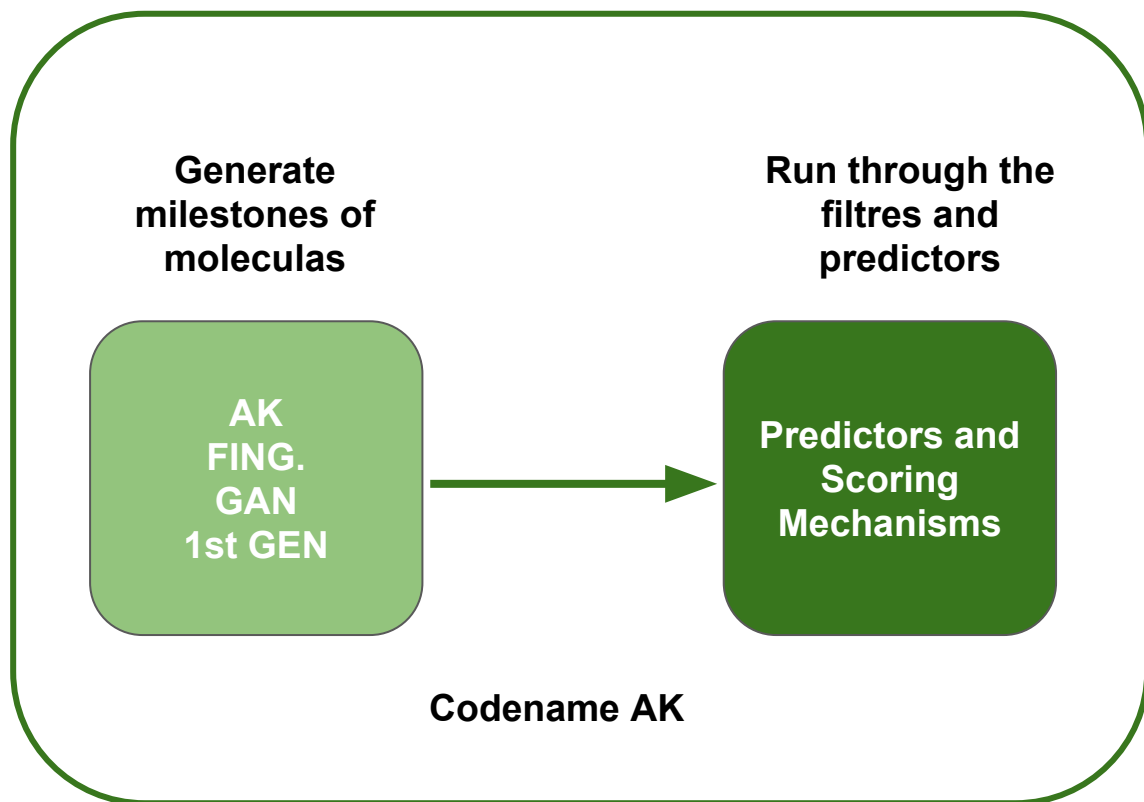 Generate
milestones of
moleculas
Run through the
filtres and
predictors
AK
FING.
GAN
1st GEN
Predictors and
Scoring
Mechanisms
Codename AK